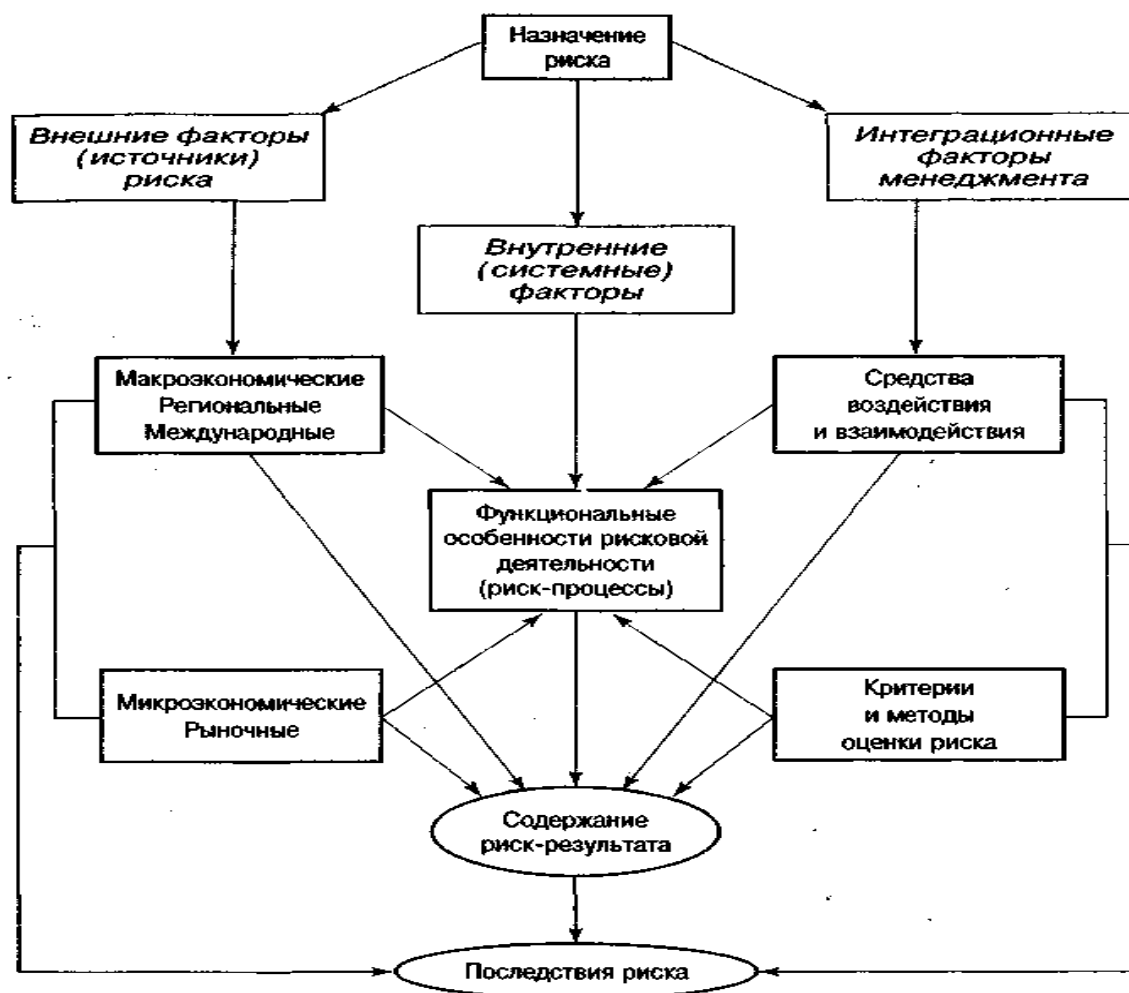 Назначение
риска
Внешние факторы
(источники)
риска
Интеграционные
факторы
менеджмента
Внутренние
(системные)
факторы
Макроэкономические
Региональные
Международные
Средства
воздействия
и взаимодействия
Функциональные
особенности рисковой
деятельности
(риск-процессы)
Микроэкономические
Рыночные
Критерии
и методы
оценки риска
Содержание
риск-результата
Последствия риска